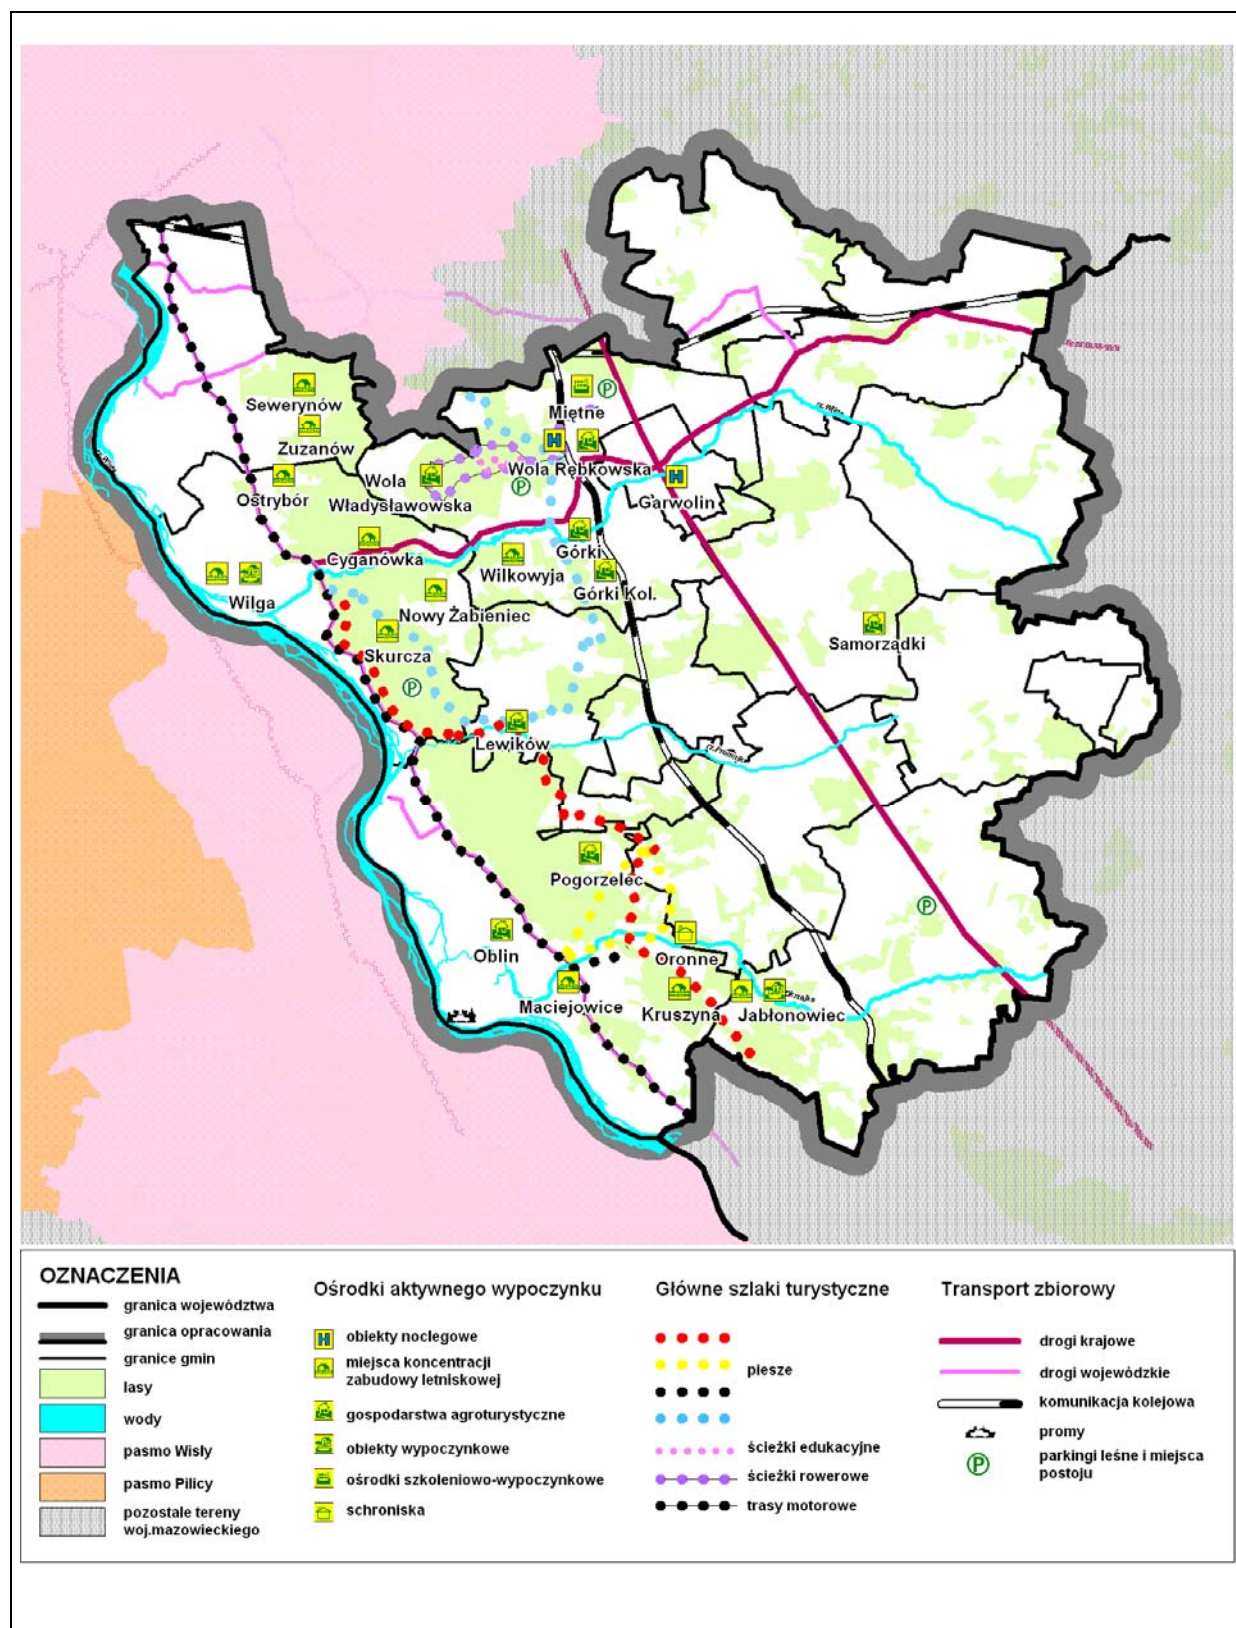 Sewerynów
Zuzanów
Ostrybór
Wola
Władysławowska
Miętne
Wola Rębkowska
Garwolin
Cyganówka
Górki
Wilkowyja
Górki Kol.
Wilga
Nowy Żabieniec
Skurcza
Samorządki
Lewików
Pogorzelec
Oblin
Oronne
Maciejowice
Kruszyna
Jabłonowiec
OZNACZENIA
granica województwa
granica opracowania
granice gmin
lasy
wody
pasmo Wisły
pasmo Pilicy
pozostałe tereny
woj.mazowieckiego
Ośrodki aktywnego wypoczynku
H obiekty noclegowe
miejsca koncentracji
zabudowy letniskowej
gospodarstwa agroturystyczne
obiekty wypoczynkowe
ośrodki szkoleniowo-wypoczynkowe
schroniska
Główne szlaki turystyczne
piesze
ścieżki edukacyjne
ścieżki rowerowe
trasy motorowe
Transport zbiorowy
drogi krajowe
drogi wojewódzkie
komunikacja kolejowa
promy
P parkingi leśne i miejsca
postoju